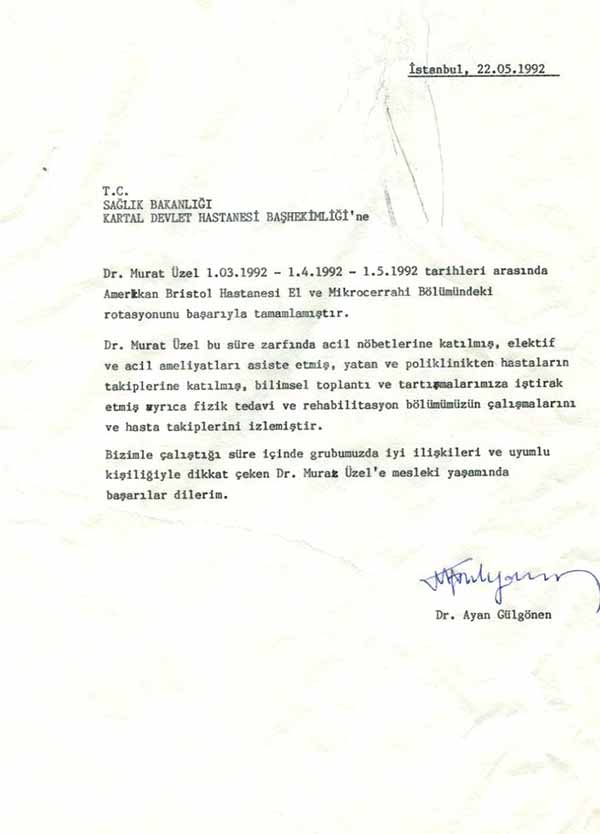 İstanbul, 22.05.1992
T.C.
SAĞLIK BAKANLIĞI
KARTAL DEVLET HASTANESİ BAŞHEKİMLİĞİ'ne
Dr. Murat Üzel 1.03.1992 - 1.4.1992 - 1.5.1992 tarihleri arasında
Amerikan Bristol Hastanesi El ve Mikrocerrahi Bölümündeki
rotasyonunu başarıyla tamamlamıştır.
Dr. Murat Üzel bu süre zarfında acil nöbetlerine katılmış, elektif
ve acil ameliyatları asiste etmiş, yatan ve poliklinikten hastaların
takiplerine katılmış, bilimsel toplantı ve tartışmalarımıza iştirak
etmiş ayrıca fizik tedavi ve rehabilitasyon bölümümüzün çalışmalarını
ve hasta takiplerini izlemiştir.
Bizimle çalıştığı süre içinde grubumuzda iyi ilişkileri ve uyumlu
kişiliğiyle dikkat çeken Dr. Murat Üzel'e mesleki yaşamında
başarılar dilerim.
Dr. Ayan Gülgönen